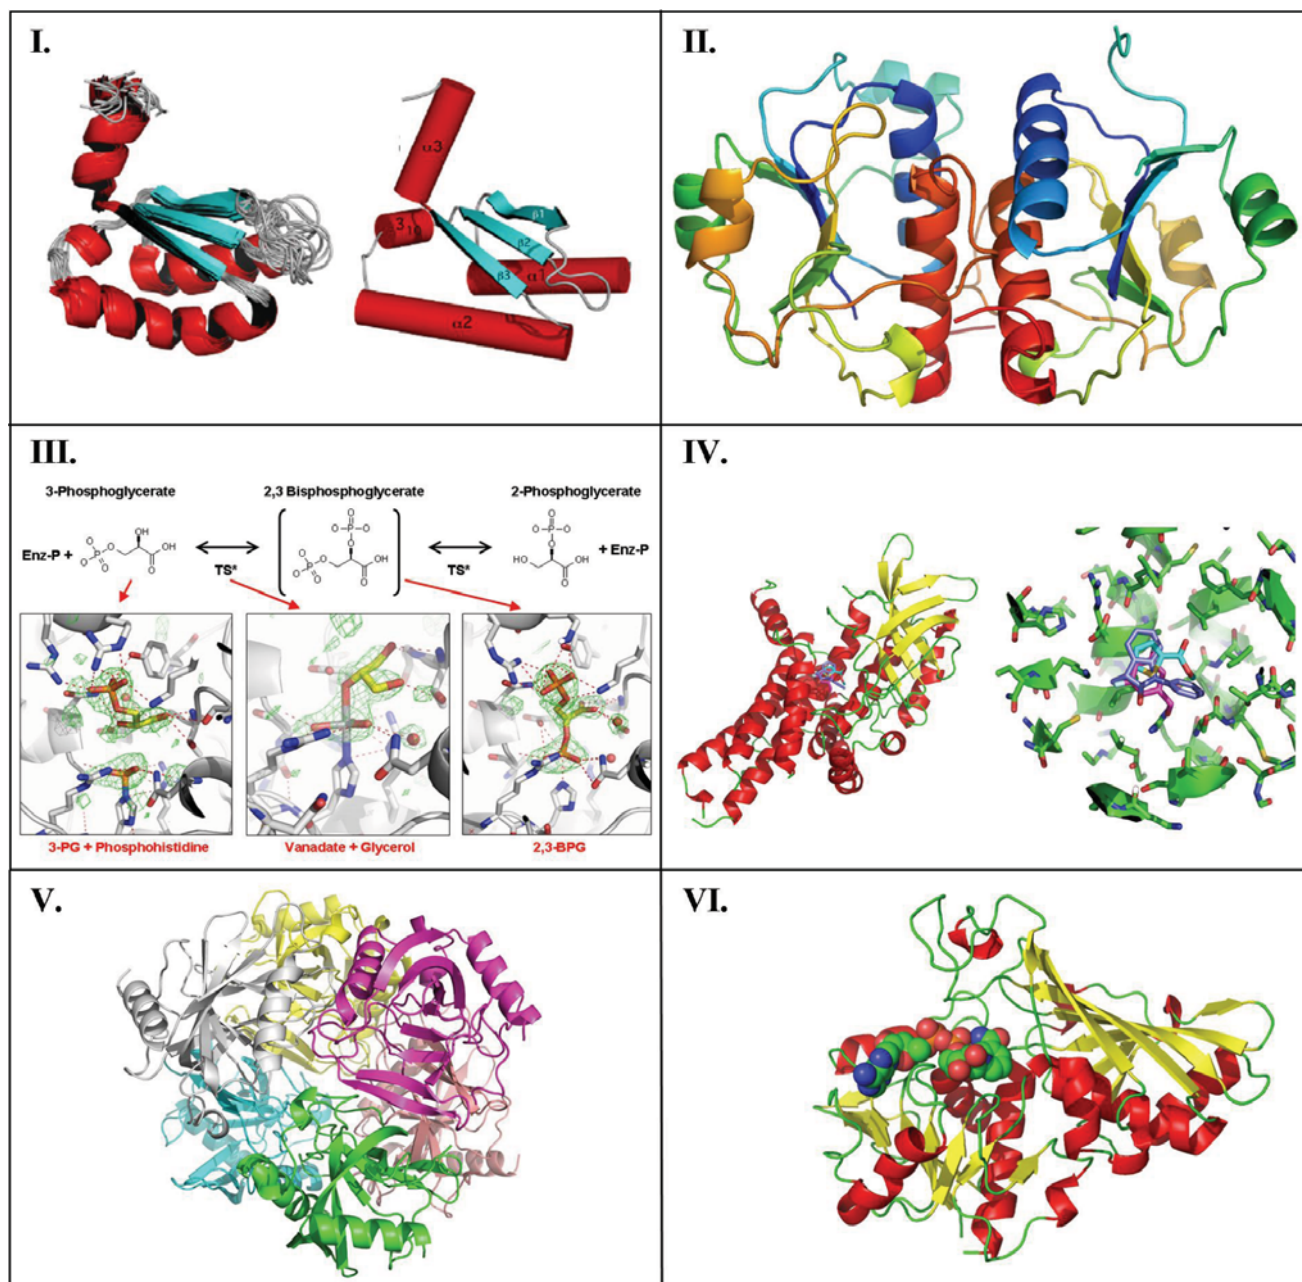 I.
α3
3₁₀
β1
β2
β3
α1
α2
II.
III.
3-Phosphoglycerate
2,3 Bisphosphoglycerate
2-Phosphoglycerate
Enz-P +
TS*
TS*
+ Enz-P
3-PG + Phosphohistidine
Vanadate + Glycerol
2,3-BPG
IV.
V.
VI.